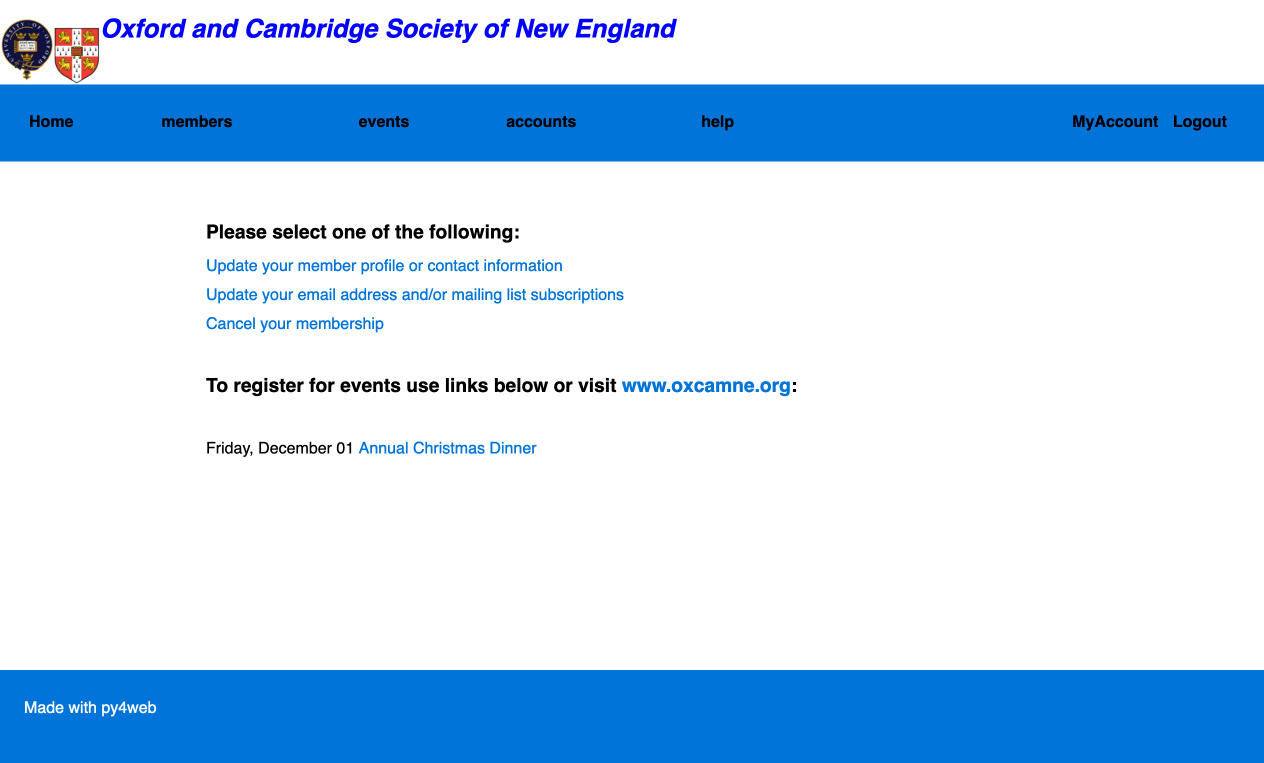 Oxford and Cambridge Society of New England
Home members events accounts help MyAccount Logout
Please select one of the following:
Update your member profile or contact information
Update your email address and/or mailing list subscriptions
Cancel your membership
To register for events use links below or visit www.oxcamne.org:
Friday, December 01 Annual Christmas Dinner
Made with py4web